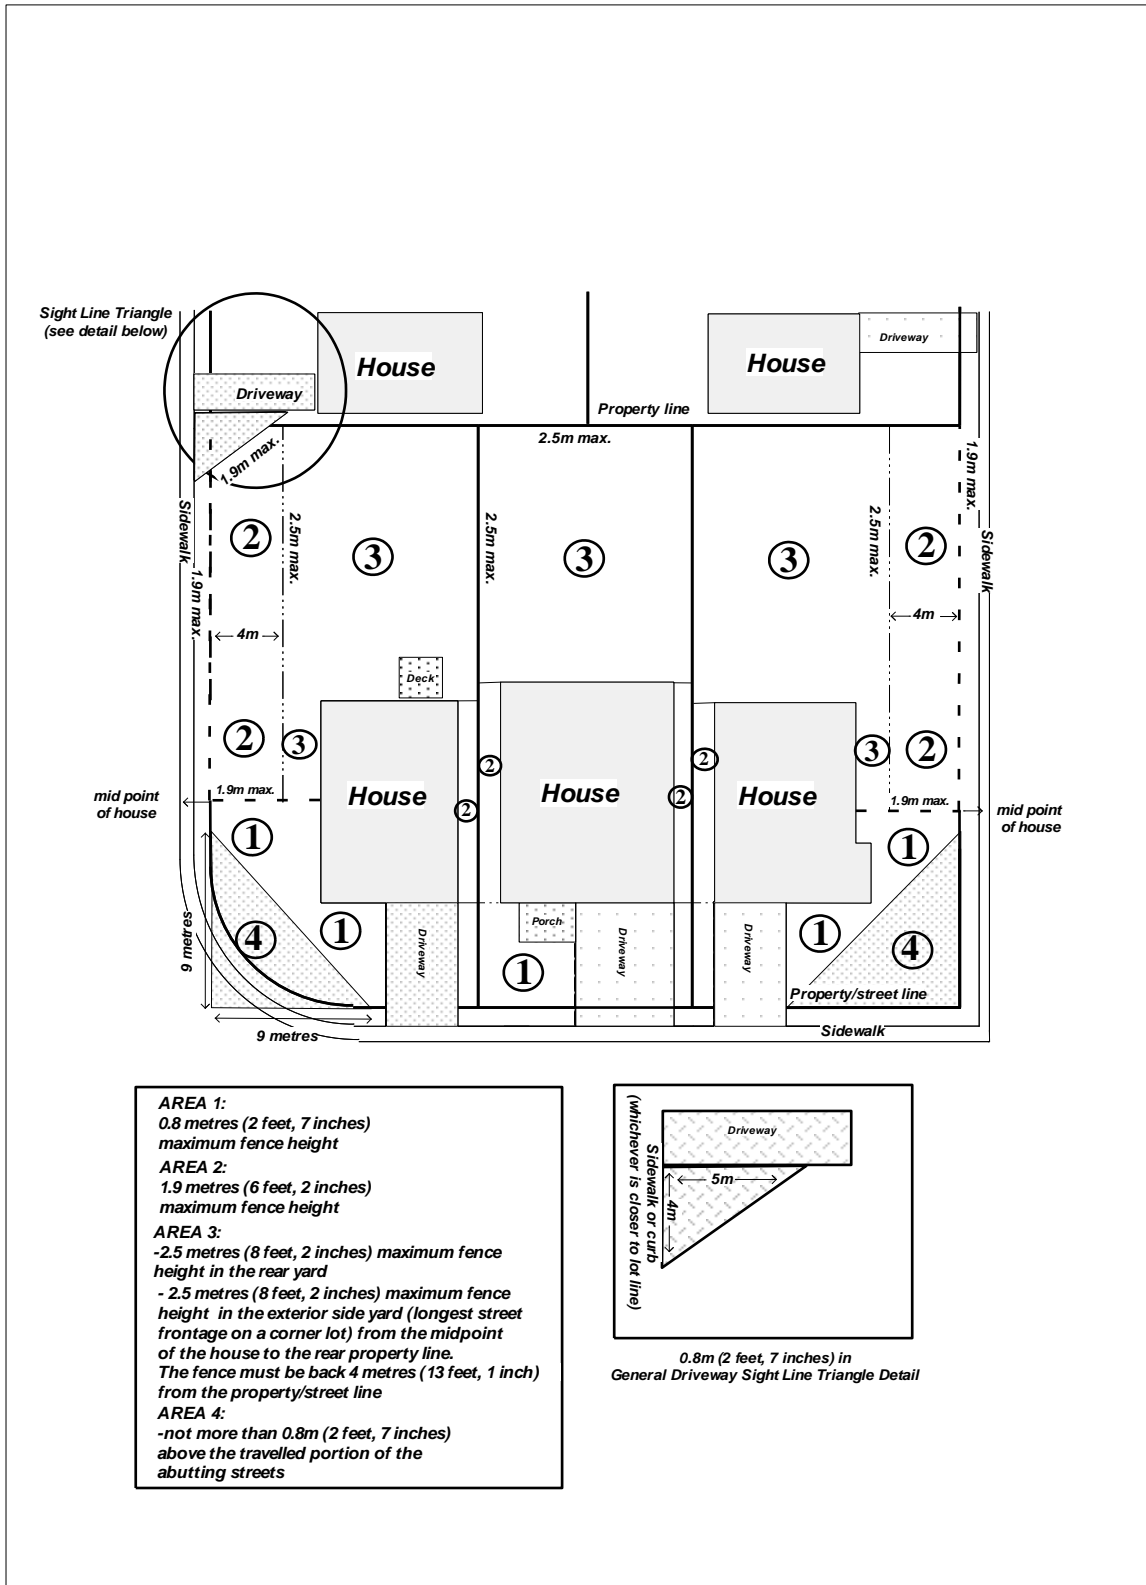 Sight Line Triangle
(see detail below)
House
House
Driveway
Driveway
Property line
2.5m max.
1.9m max.
1.9m max.
Sidewalk
2
2.5m max.
3
2.5m max.
3
3
2.5m max.
2
Sidewalk
1.9m max.
4m
4m
Deck
2
3
2
2
3
2
House
House
House
2
2
1.9m max.
1.9m max.
mid point
of house
mid point
of house
1
1
9 metres
4
1
Driveway
Porch
1
Driveway
Driveway
1
4
Property/street line
9 metres
Sidewalk
AREA 1:
0.8 metres (2 feet, 7 inches)
maximum fence height
AREA 2:
1.9 metres (6 feet, 2 inches)
maximum fence height
AREA 3:
-2.5 metres (8 feet, 2 inches) maximum fence
height in the rear yard
- 2.5 metres (8 feet, 2 inches) maximum fence
height in the exterior side yard (longest street
frontage on a corner lot) from the midpoint
of the house to the rear property line.
The fence must be back 4 metres (13 feet, 1 inch)
from the property/street line
AREA 4:
-not more than 0.8m (2 feet, 7 inches)
above the travelled portion of the
abutting streets
Driveway
5m
4m
Sidewalk or curb
(whichever is closer to lot line)
0.8m (2 feet, 7 inches) in
General Driveway Sight Line Triangle Detail